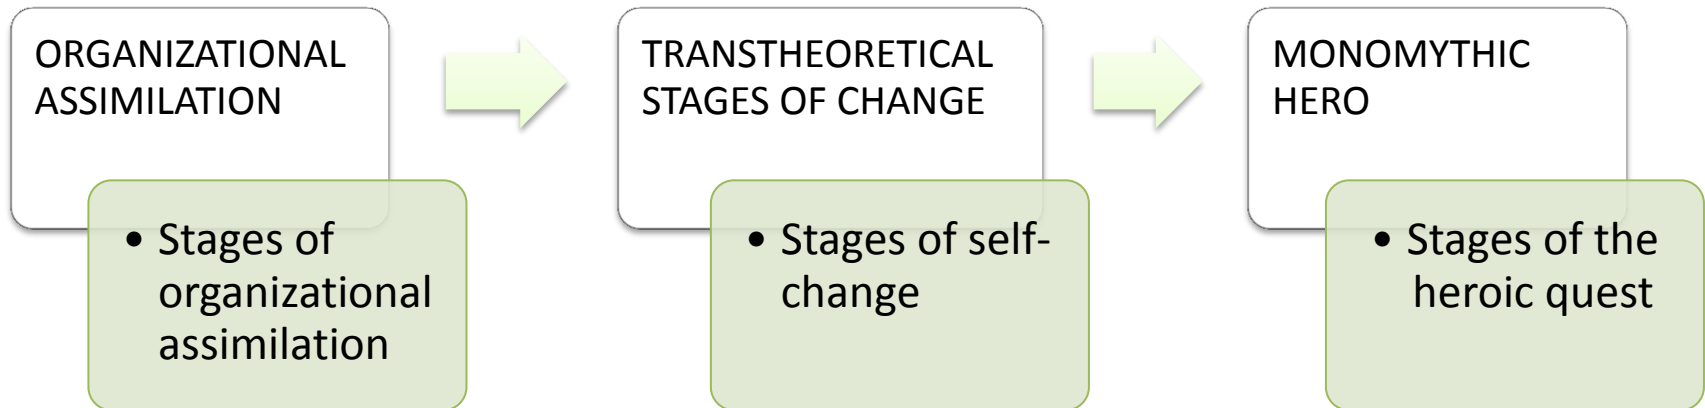 ORGANIZATIONAL
ASSIMILATION
• Stages of
organizational
assimilation
TRANSTHEORETICAL
STAGES OF CHANGE
• Stages of self-
change
MONOMYTHIC
HERO
• Stages of the
heroic quest